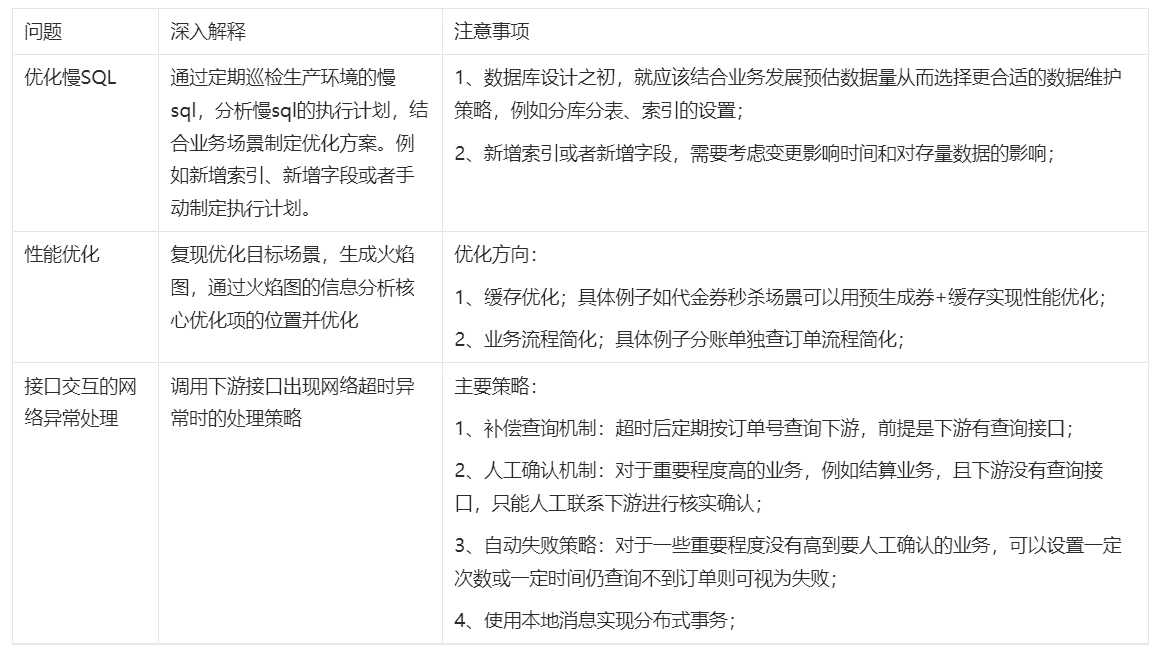 问题
深入解释
注意事项
优化慢SQL
通过定期巡检生产环境的慢
sql，分析慢sql的执行计划，结
合业务场景制定优化方案。例
如新增索引、新增字段或者手
动制定执行计划。
1、数据库设计之初，就应该结合业务发展预估数据量从而选择更合适的数据维护
策略，例如分库分表、索引的设置；
2、新增索引或者新增字段，需要考虑变更影响时间和对存量数据的影响；
性能优化
复现优化目标场景，生成火焰
图，通过火焰图的信息分析核
心优化项的位置并优化
优化方向：
1、缓存优化；具体例子如代金券秒杀场景可以用预生成券+缓存实现性能优化；
2、业务流程简化；具体例子分账单独查订单流程简化；
接口交互的网
络异常处理
调用下游接口出现网络超时异
常时的处理策略
主要策略：
1、补偿查询机制：超时后定期按订单号查询下游，前提是下游有查询接口；
2、人工确认机制：对于重要程度高的业务，例如结算业务，且下游没有查询接
口，只能人工联系下游进行核实确认；
3、自动失败策略：对于一些重要程度没有高到要人工确认的业务，可以设置一定
次数或一定时间仍查询不到订单则可视为失败；
4、使用本地消息实现分布式事务；